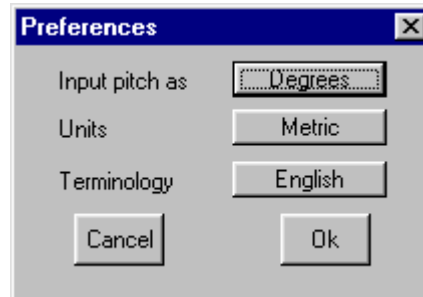 Preferences
Input pitch as Degrees
Units Metric
Terminology English
Cancel Ok